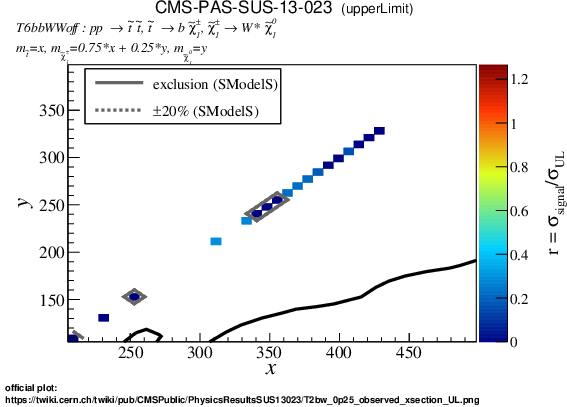 CMS-PAS-SUS-13-023 (upperLimit)
T6bbWWoff : pp → t̃ t̃, t̃ → b χ̃₁±, χ̃₁± → W* χ̃₁⁰
m_t̃=x, m_χ̃₁±=0.75*x + 0.25*y, m_χ̃₁⁰=y
exclusion (SModelS)
±20% (SModelS)
350
300
250
200
150
y
250 300 350 400 450
x
1.2
1
0.8
0.6
0.4
0.2
0
r = σ_signal/σ_UL
official plot:
https://twiki.cern.ch/twiki/pub/CMSPublic/PhysicsResultsSUS13023/T2bw_0p25_observed_xsection_UL.png